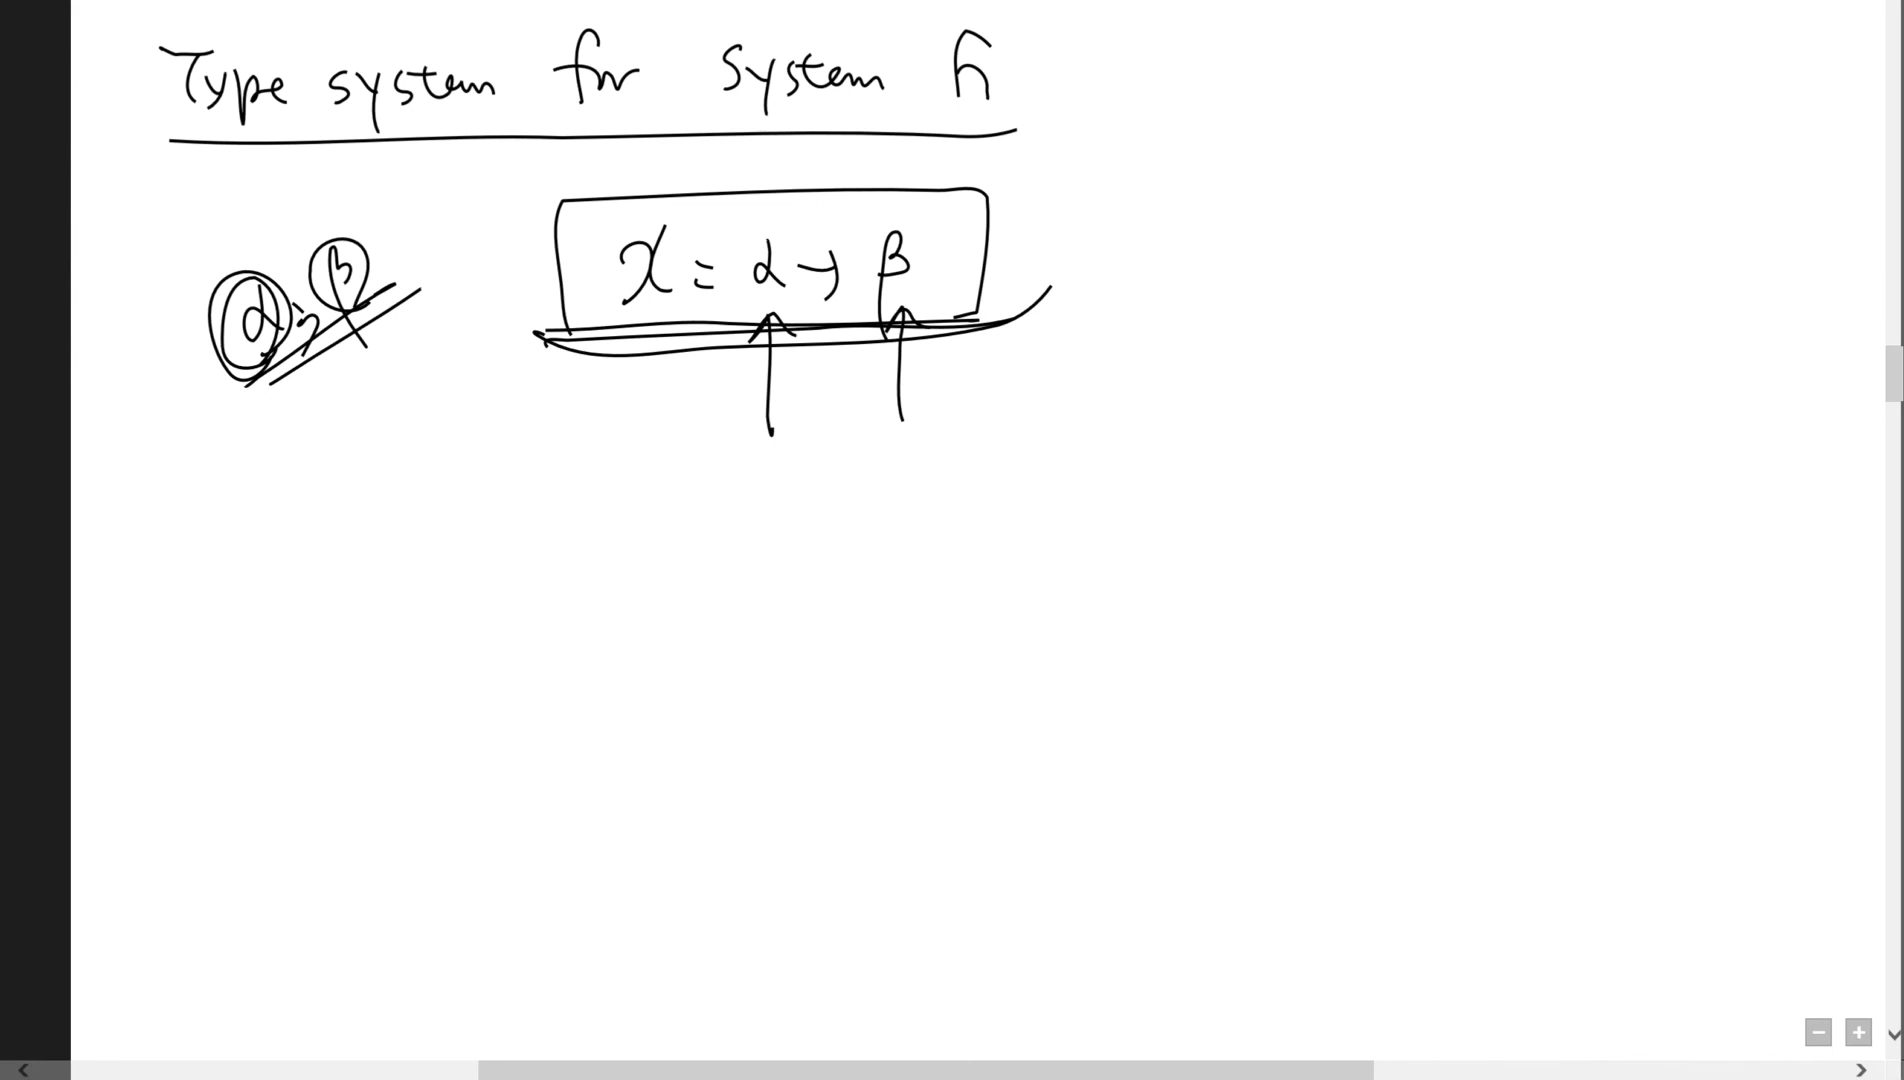 Type system for System F
x = α → β
α, β